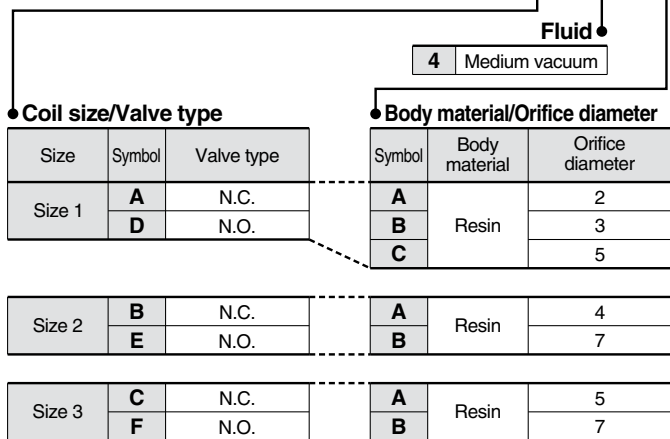 Fluid
4 Medium vacuum
Coil size/Valve type
Size Symbol Valve type
Size 1 A N.C.
D N.O.
Size 2 B N.C.
E N.O.
Size 3 C N.C.
F N.O.
Body material/Orifice diameter
Symbol Body material Orifice diameter
A Resin 2
B 3
C 5
A Resin 4
B 7
A Resin 5
B 7